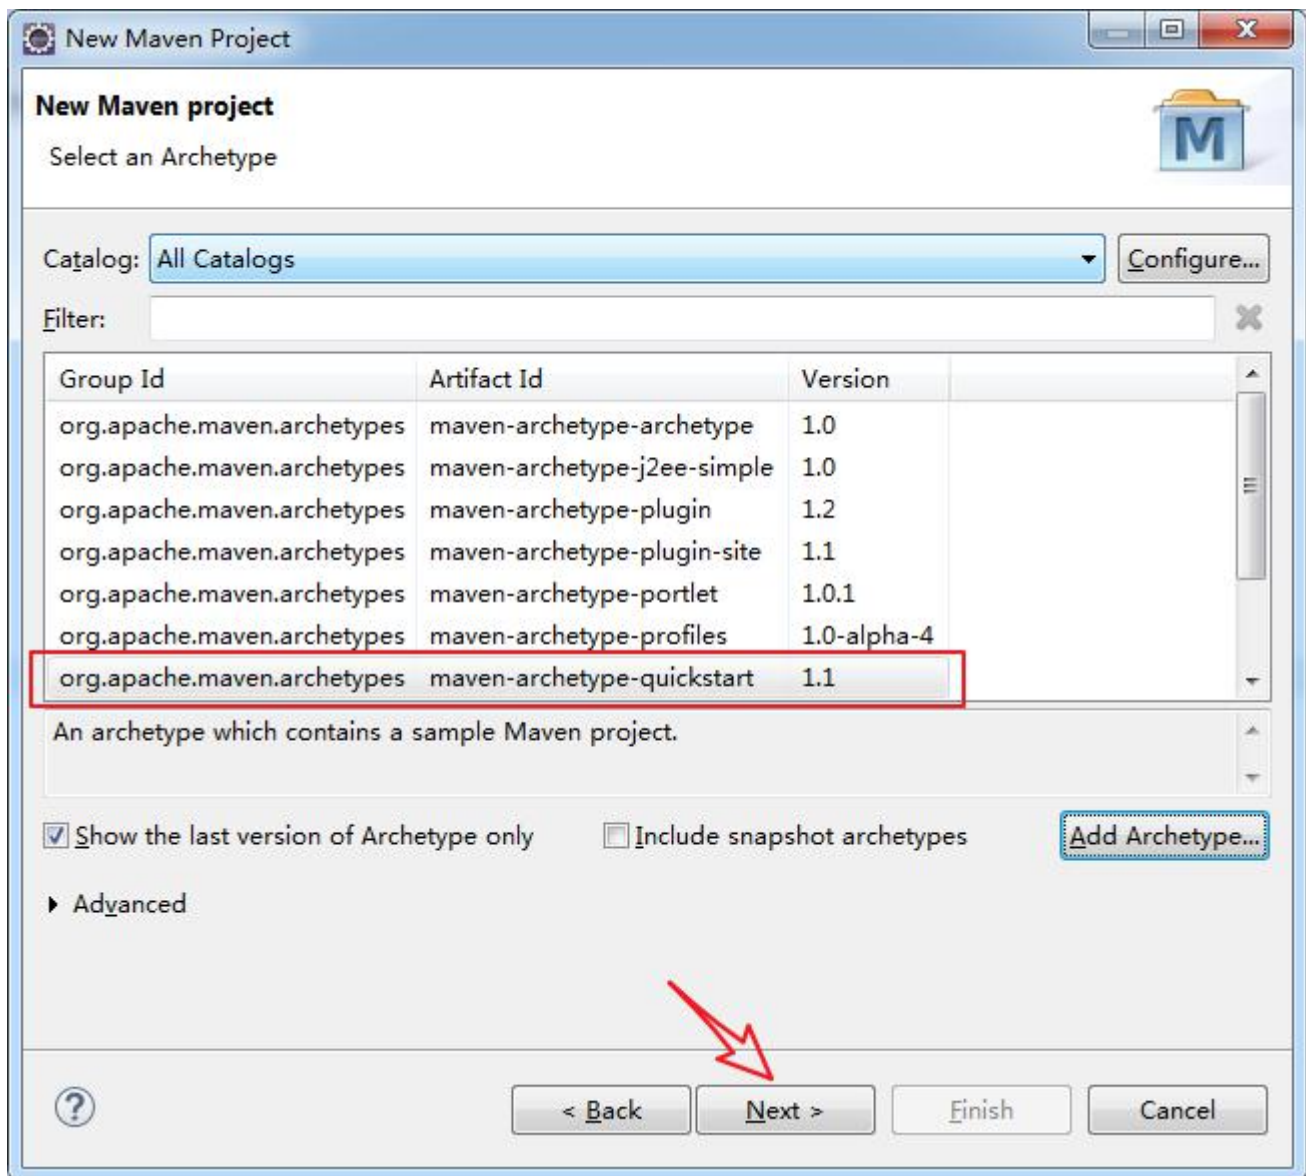 New Maven Project
New Maven project
Select an Archetype
M
Catalog: All Catalogs Configure...
Filter:
Group Id Artifact Id Version
org.apache.maven.archetypes maven-archetype-archetype 1.0
org.apache.maven.archetypes maven-archetype-j2ee-simple 1.0
org.apache.maven.archetypes maven-archetype-plugin 1.2
org.apache.maven.archetypes maven-archetype-plugin-site 1.1
org.apache.maven.archetypes maven-archetype-portlet 1.0.1
org.apache.maven.archetypes maven-archetype-profiles 1.0-alpha-4
org.apache.maven.archetypes maven-archetype-quickstart 1.1
An archetype which contains a sample Maven project.
Show the last version of Archetype only Include snapshot archetypes Add Archetype...
Advanced
? < Back Next > Finish Cancel